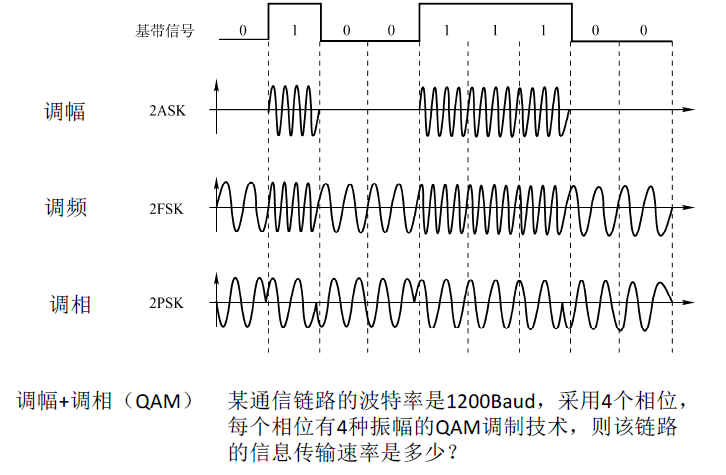 基带信号 0 1 0 0 1 1 1 0 0
调幅 2ASK
调频 2FSK
调相 2PSK
调幅+调相（QAM） 某通信链路的波特率是1200Baud，采用4个相位，
每个相位有4种振幅的QAM调制技术，则该链路
的信息传输速率是多少？